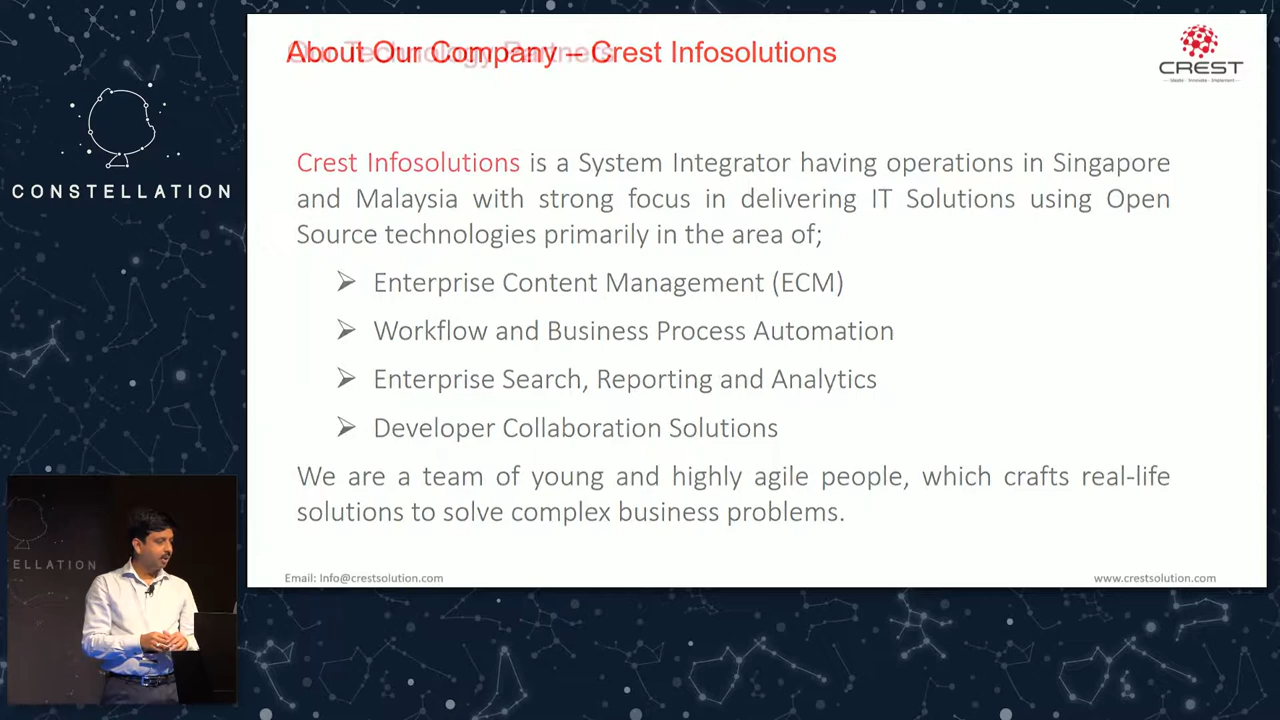 About Our Company – Crest Infosolutions
Our Technology Partners
CREST
CONSTELLATION
Crest Infosolutions is a System Integrator having operations in Singapore
and Malaysia with strong focus in delivering IT Solutions using Open
Source technologies primarily in the area of;
➢ Enterprise Content Management (ECM)
➢ Workflow and Business Process Automation
➢ Enterprise Search, Reporting and Analytics
➢ Developer Collaboration Solutions
We are a team of young and highly agile people, which crafts real-life
solutions to solve complex business problems.
ELLATION
Email: Info@crestsolution.com
www.crestsolution.com